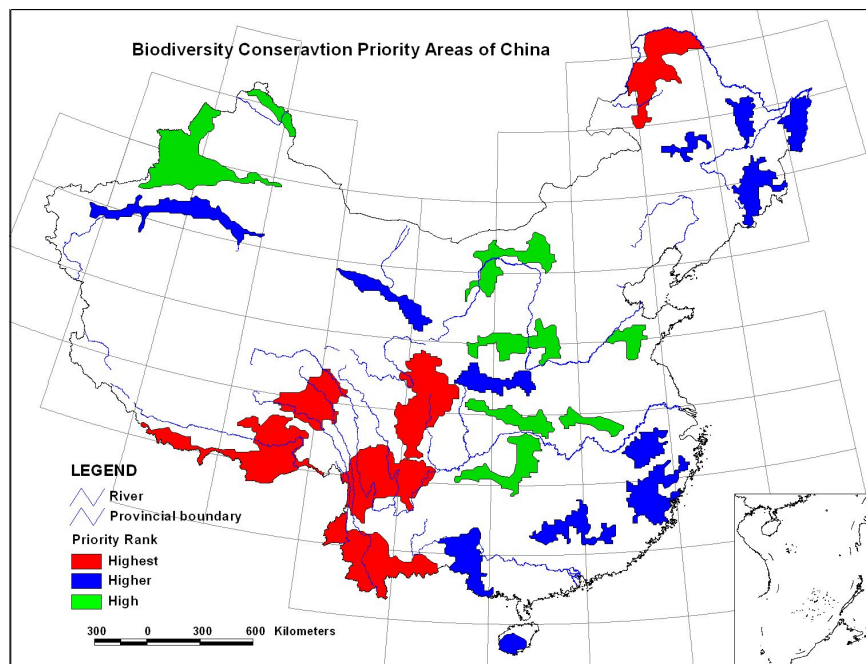 Biodiversity Conseravtion Priority Areas of China
LEGEND
River
Provincial boundary
Priority Rank
Highest
Higher
High
300 0 300 600 Kilometers